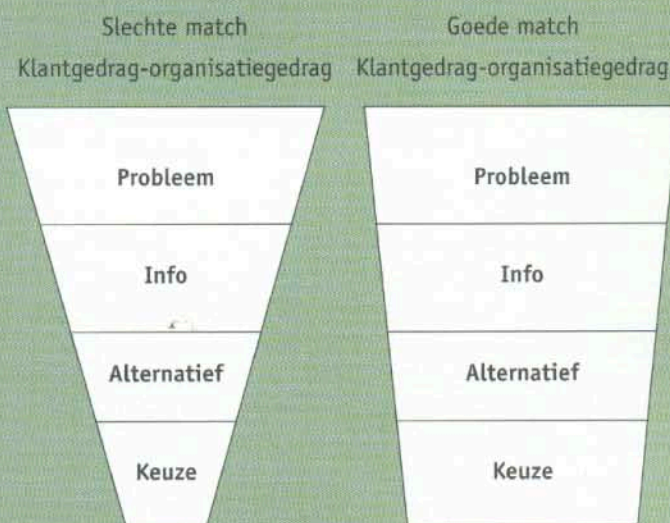 Slechte match
Klantgedrag-organisatiegedrag
Probleem
Info
Alternatief
Keuze
Goede match
Klantgedrag-organisatiegedrag
Probleem
Info
Alternatief
Keuze